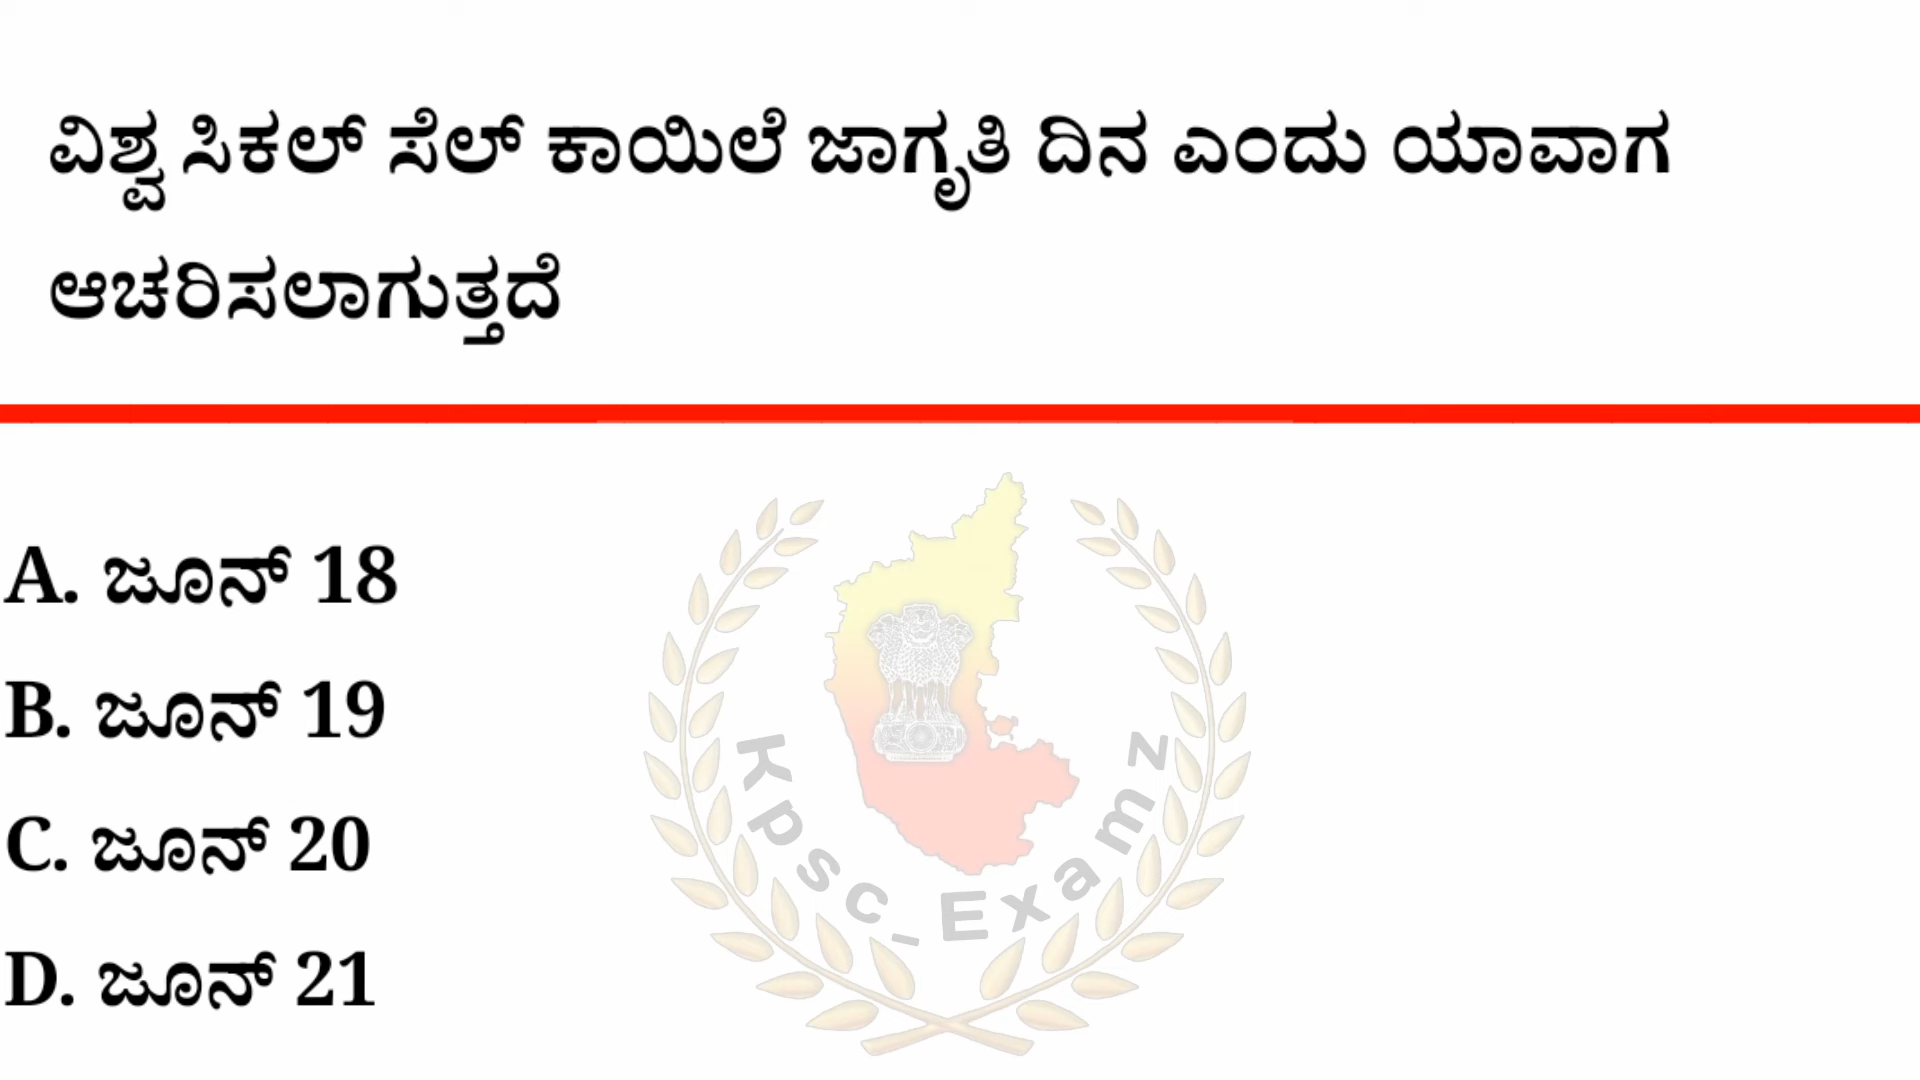 ವಿಶ್ವ ಸಿಕಲ್ ಸೆಲ್ ಕಾಯಿಲೆ ಜಾಗೃತಿ ದಿನ ಎಂದು ಯಾವಾಗ
ಆಚರಿಸಲಾಗುತ್ತದೆ
A. ಜೂನ್ 18
B. ಜೂನ್ 19
C. ಜೂನ್ 20
D. ಜೂನ್ 21
Kpsc_Examz